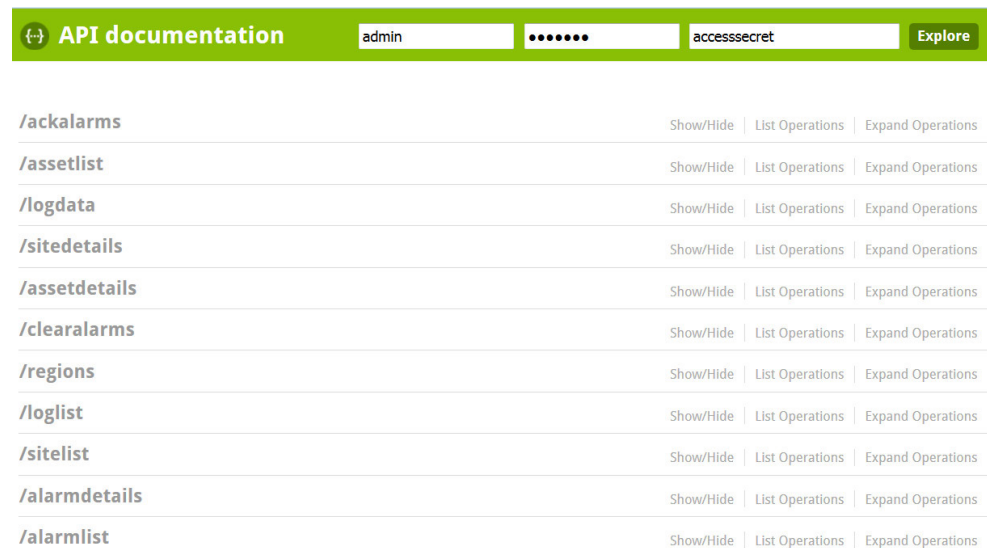 {··} API documentation admin ••••••• accesssecret Explore
/ackalarms Show/Hide List Operations Expand Operations
/assetlist Show/Hide List Operations Expand Operations
/logdata Show/Hide List Operations Expand Operations
/sitedetails Show/Hide List Operations Expand Operations
/assetdetails Show/Hide List Operations Expand Operations
/clearalarms Show/Hide List Operations Expand Operations
/regions Show/Hide List Operations Expand Operations
/loglist Show/Hide List Operations Expand Operations
/sitelist Show/Hide List Operations Expand Operations
/alarmdetails Show/Hide List Operations Expand Operations
/alarmlist Show/Hide List Operations Expand Operations